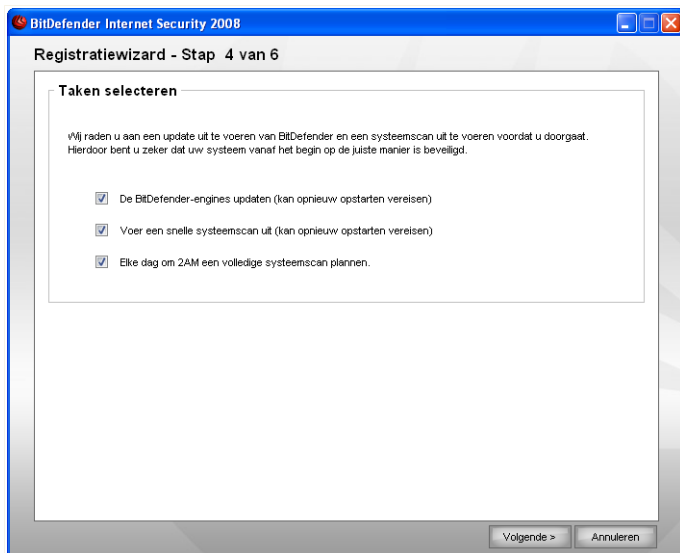 BitDefender Internet Security 2008
Registratiewizard - Stap 4 van 6
Taken selecteren
Wij raden u aan een update uit te voeren van BitDefender en een systeemscan uit te voeren voordat u doorgaat.
Hierdoor bent u zeker dat uw systeem vanaf het begin op de juiste manier is beveiligd.
De BitDefender-engines updaten (kan opnieuw opstarten vereisen)
Voer een snelle systeemscan uit (kan opnieuw opstarten vereisen)
Elke dag om 2AM een volledige systeemscan plannen.
Volgende >
Annuleren